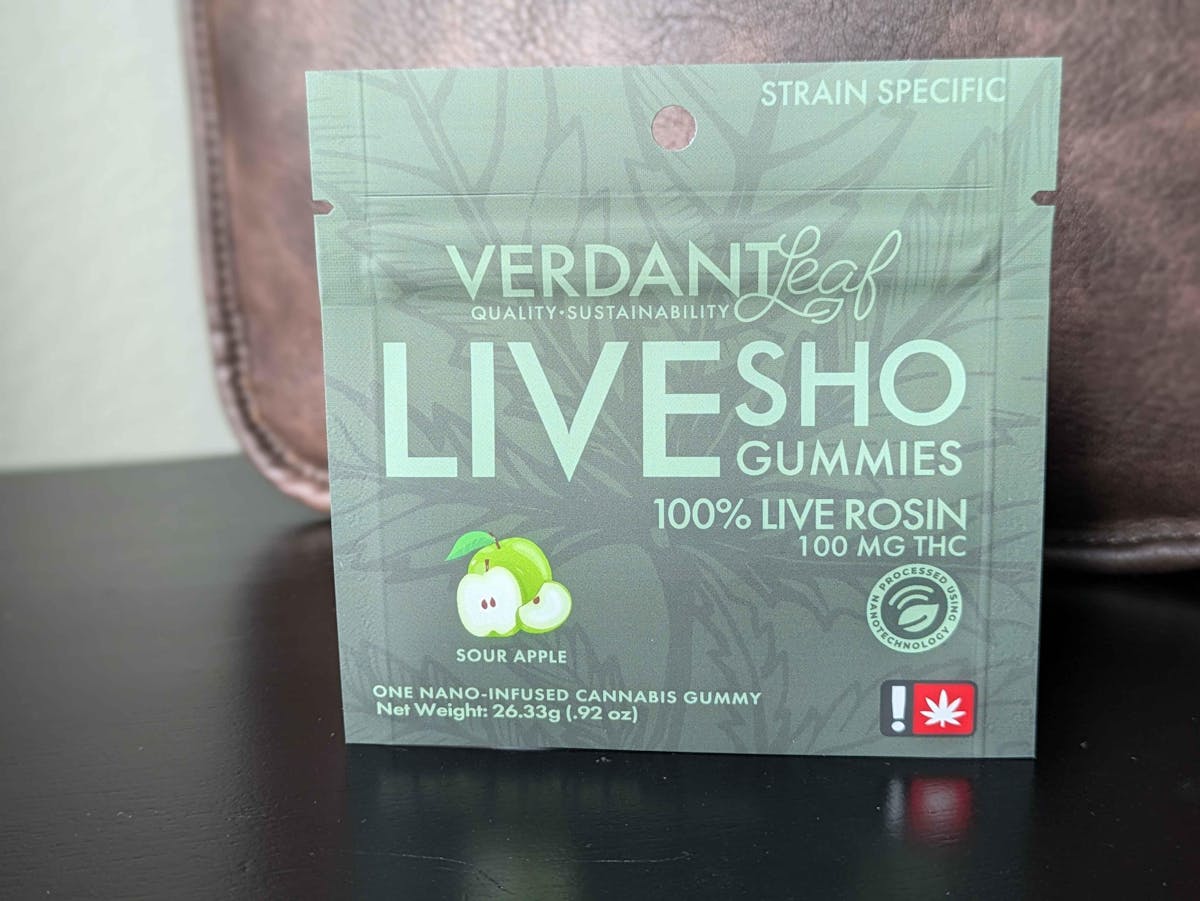 STRAIN SPECIFIC
VERDANT Leaf
QUALITY•SUSTAINABILITY
LIVE SHO
GUMMIES
100% LIVE ROSIN
100 MG THC
PROCESSED USING NANOTECHNOLOGY
SOUR APPLE
ONE NANO-INFUSED CANNABIS GUMMY
Net Weight: 26.33g (.92 oz)
!